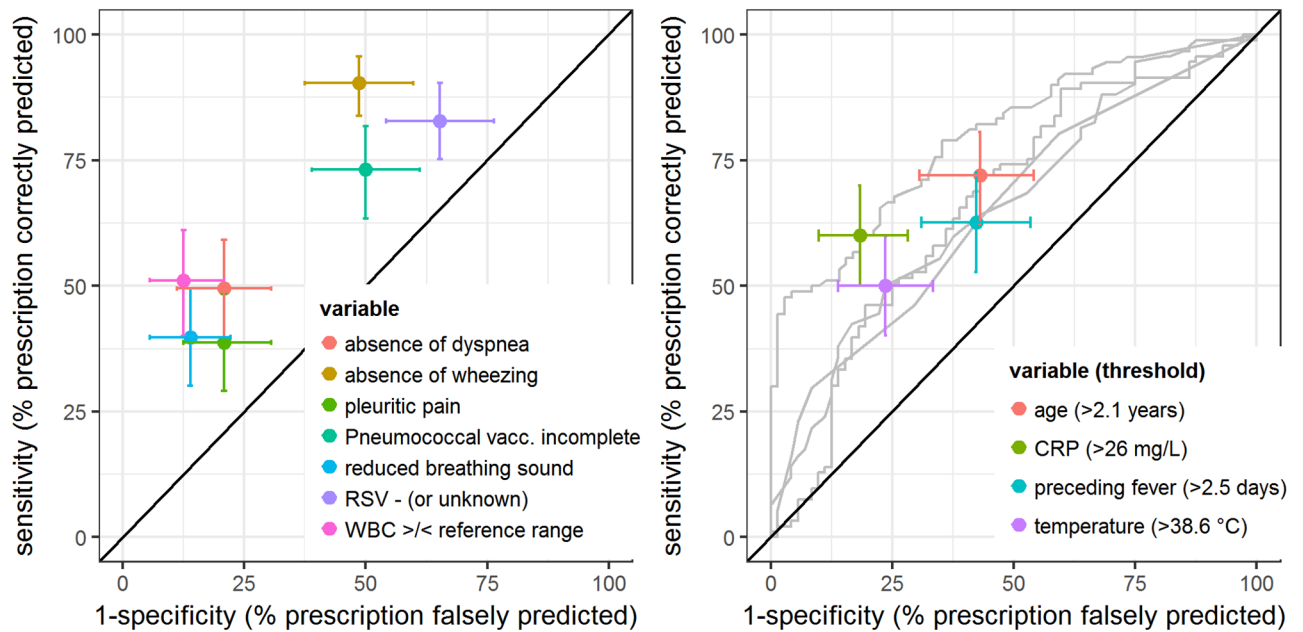 sensitivity (% prescription correctly predicted)
100
75
50
25
0
0
25
50
75
100
1-specificity (% prescription falsely predicted)
variable
absence of dyspnea
absence of wheezing
pleuritic pain
Pneumococcal vacc. incomplete
reduced breathing sound
RSV - (or unknown)
WBC >/< reference range
sensitivity (% prescription correctly predicted)
100
75
50
25
0
0
25
50
75
100
1-specificity (% prescription falsely predicted)
variable (threshold)
age (>2.1 years)
CRP (>26 mg/L)
preceding fever (>2.5 days)
temperature (>38.6 °C)